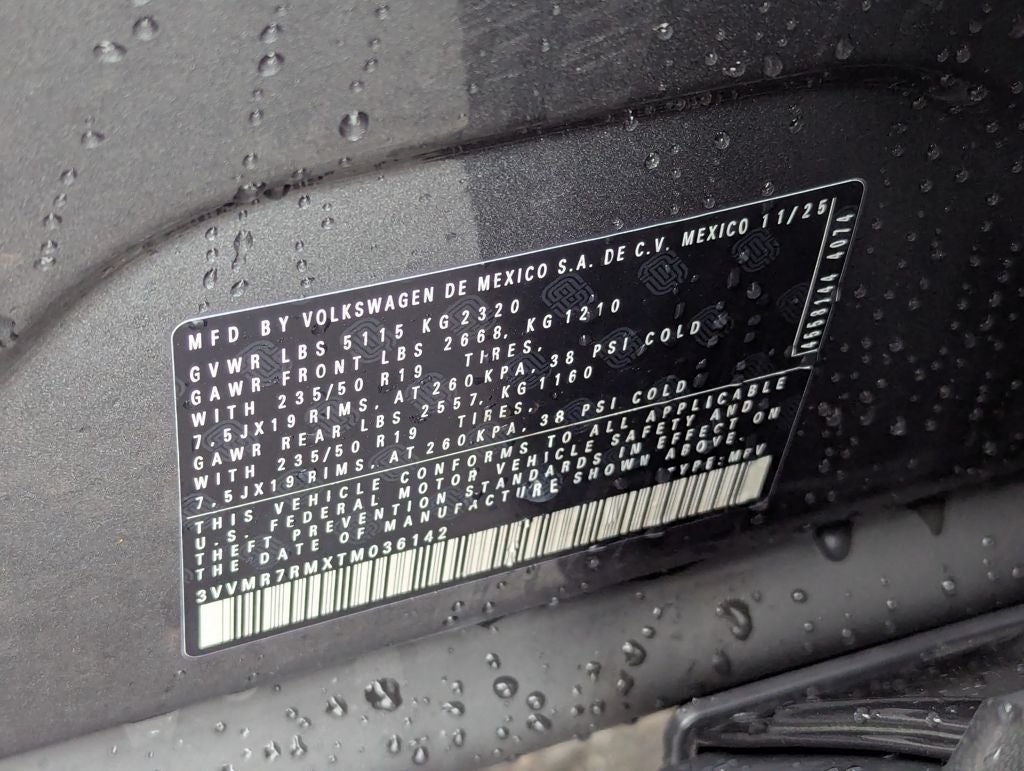 MFD BY VOLKSWAGEN DE MEXICO S.A. DE C.V. MEXICO 11/25
GVWR LBS 5115 KG 2320
GAWR FRONT LBS 2668, KG 1210
WITH 235/50 R19 TIRES,
7,5JX19 RIMS, AT 260 KPA, 38 PSI COLD
GAWR REAR LBS 2557, KG 1160
WITH 235/50 R19 TIRES,
7,5JX19 RIMS, AT 260 KPA, 38 PSI COLD
THIS VEHICLE CONFORMS TO ALL APPLICABLE
U.S. FEDERAL MOTOR VEHICLE SAFETY AND
THEFT PREVENTION STANDARDS IN EFFECT ON
THE DATE OF MANUFACTURE SHOWN ABOVE.
3VVMR7RMXTM036142 TYPE:MPV
4074